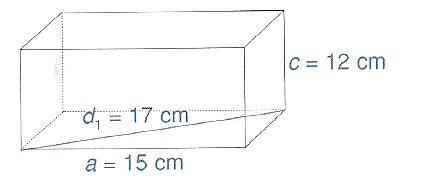 c = 12 cm
d₁ = 17 cm
a = 15 cm